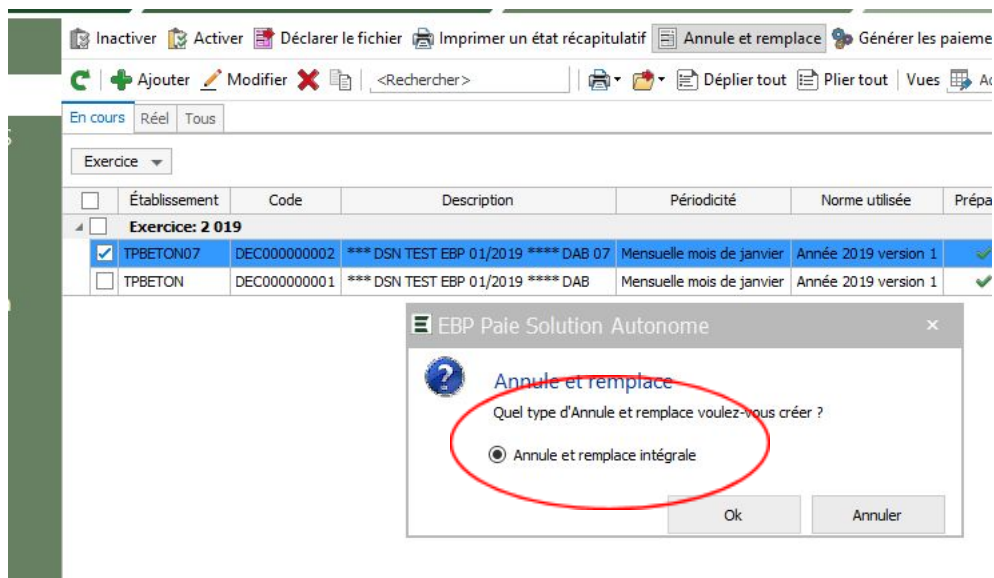 Inactiver Activer Déclarer le fichier Imprimer un état récapitulatif Annule et remplace Générer les paieme
Ajouter Modifier <Rechercher> Déplier tout Plier tout Vues
En cours Réel Tous
Exercice
Établissement Code Description Périodicité Norme utilisée Prépa
Exercice: 2 019
TPBETON07 DEC000000002 *** DSN TEST EBP 01/2019 **** DAB 07 Mensuelle mois de janvier Année 2019 version 1
TPBETON DEC000000001 *** DSN TEST EBP 01/2019 **** DAB Mensuelle mois de janvier Année 2019 version 1
EBP Paie Solution Autonome
Annule et remplace
Quel type d'Annule et remplace voulez-vous créer ?
Annule et remplace intégrale
Ok Annuler